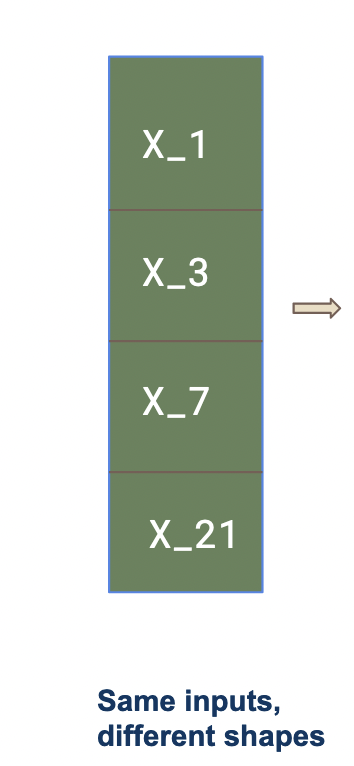 X_1
X_3
X_7
X_21
Same inputs,
different shapes